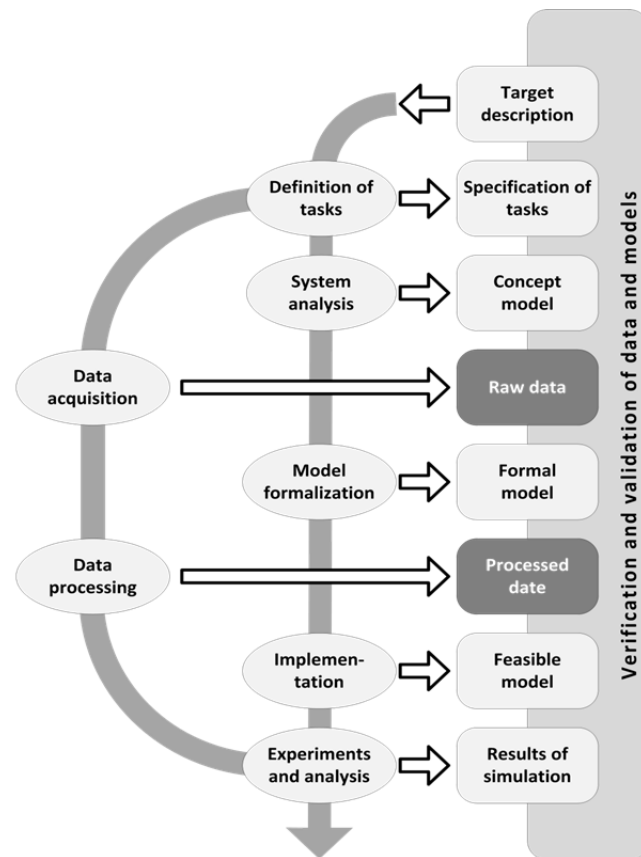 Target
description
Definition of
tasks
Specification of
tasks
System
analysis
Concept
model
Data
acquisition
Raw data
Model
formalization
Formal
model
Data
processing
Processed
date
Implemen-
tation
Feasible
model
Experiments
and analysis
Results of
simulation
Verification and validation of data and models